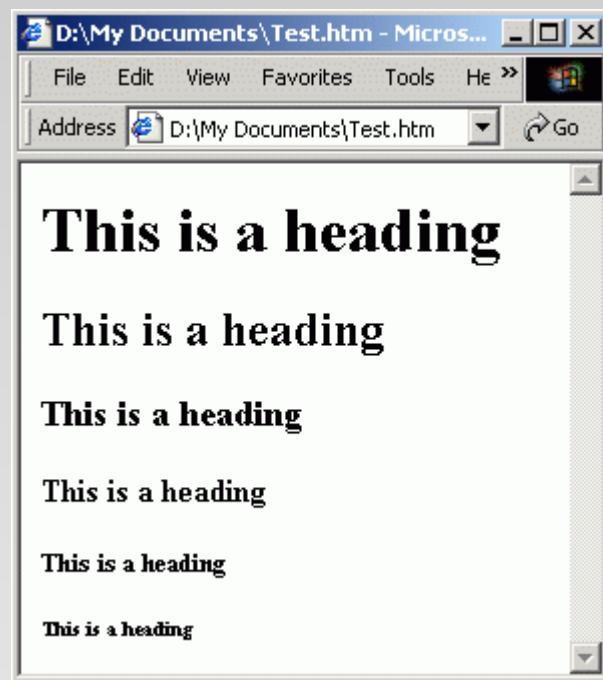 D:\My Documents\Test.htm - Micros...
File Edit View Favorites Tools He »
Address D:\My Documents\Test.htm Go
This is a heading
This is a heading
This is a heading
This is a heading
This is a heading
This is a heading